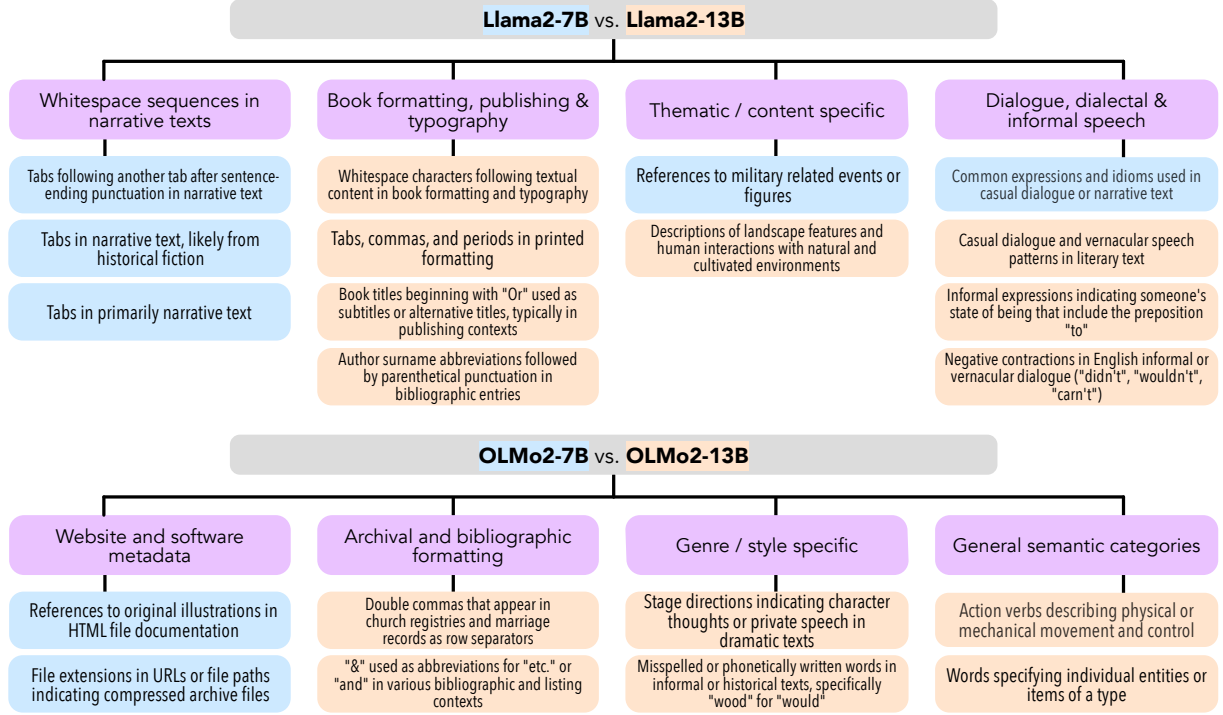 Llama2-7B vs. Llama2-13B
Whitespace sequences in
narrative texts
Tabs following another tab after sentence-
ending punctuation in narrative text
Tabs in narrative text, likely from
historical fiction
Tabs in primarily narrative text
Book formatting, publishing &
typography
Whitespace characters following textual
content in book formatting and typography
Tabs, commas, and periods in printed
formatting
Book titles beginning with "Or" used as
subtitles or alternative titles, typically in
publishing contexts
Author surname abbreviations followed
by parenthetical punctuation in
bibliographic entries
Thematic / content specific
References to military related events or
figures
Descriptions of landscape features and
human interactions with natural and
cultivated environments
Dialogue, dialectal &
informal speech
Common expressions and idioms used in
casual dialogue or narrative text
Casual dialogue and vernacular speech
patterns in literary text
Informal expressions indicating someone's
state of being that include the preposition
"to"
Negative contractions in English informal or
vernacular dialogue ("didn't", "wouldn't",
"carn't")
OLMo2-7B vs. OLMo2-13B
Website and software
metadata
References to original illustrations in
HTML file documentation
File extensions in URLs or file paths
indicating compressed archive files
Archival and bibliographic
formatting
Double commas that appear in
church registries and marriage
records as row separators
"&" used as abbreviations for "etc." or
"and" in various bibliographic and listing
contexts
Genre / style specific
Stage directions indicating character
thoughts or private speech in
dramatic texts
Misspelled or phonetically written words in
informal or historical texts, specifically
"wood" for "would"
General semantic categories
Action verbs describing physical or
mechanical movement and control
Words specifying individual entities or
items of a type